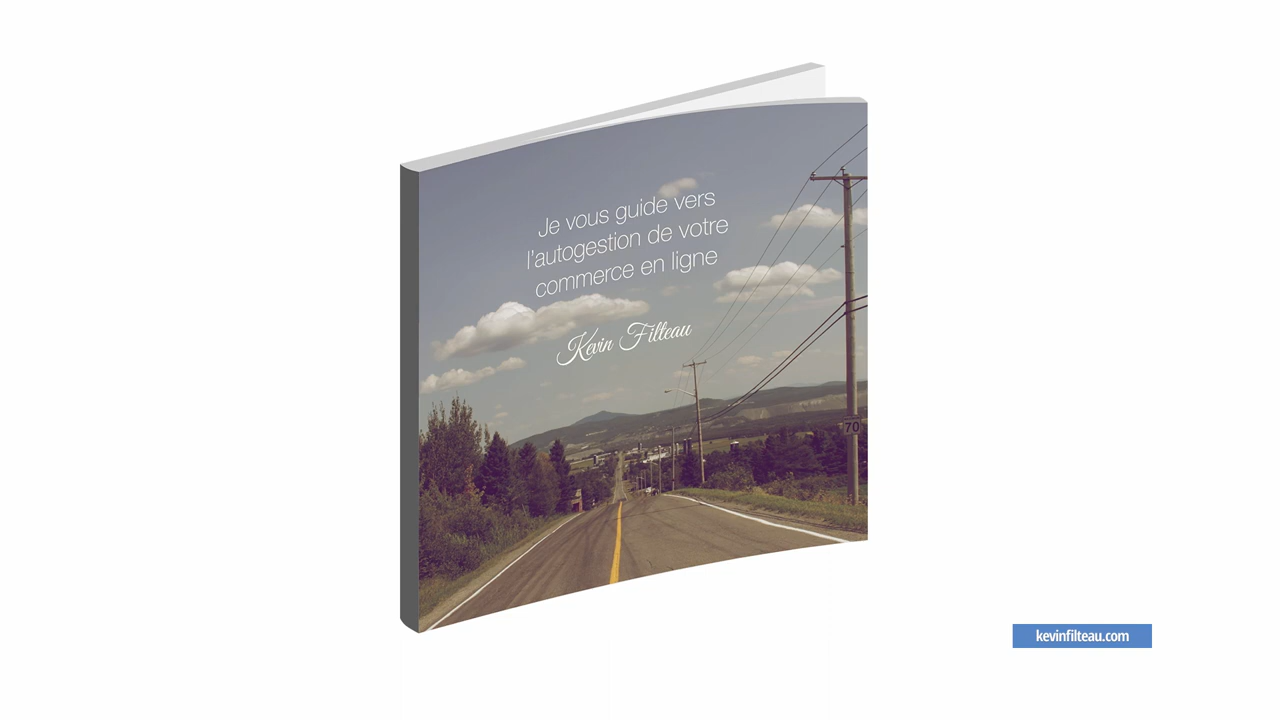 Je vous guide vers
l'autogestion de votre
commerce en ligne
Kevin Filteau
70
kevinfilteau.com